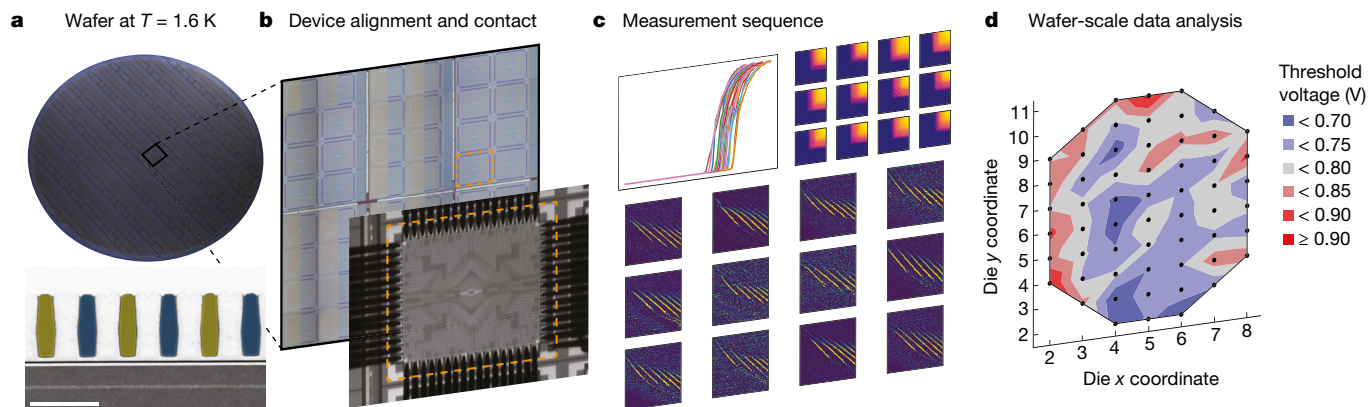 a Wafer at T = 1.6 K
b Device alignment and contact
c Measurement sequence
d Wafer-scale data analysis
Threshold
voltage (V)
< 0.70
< 0.75
< 0.80
< 0.85
< 0.90
≥ 0.90
Die y coordinate
11
10
9
8
7
6
5
4
3
2
2 3 4 5 6 7 8
Die x coordinate